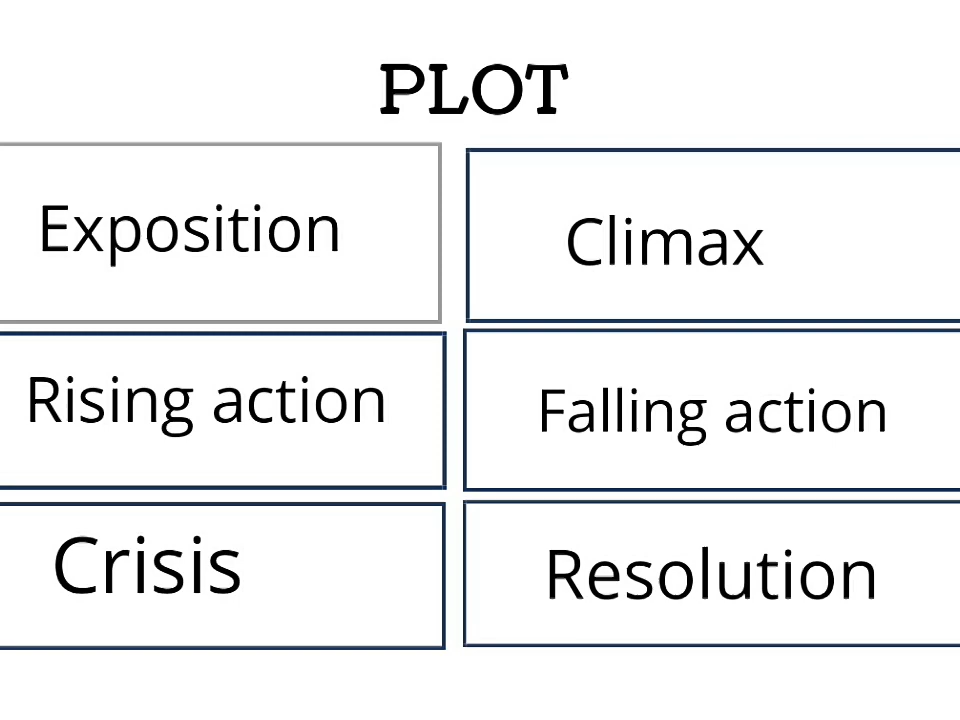 PLOT
Exposition
Rising action
Crisis
Climax
Falling action
Resolution